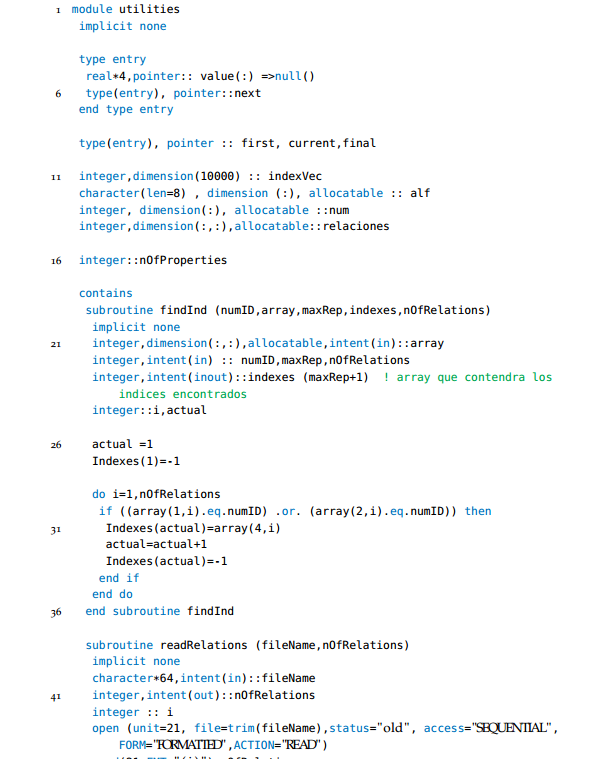 1 module utilities
implicit none
type entry
real*4,pointer:: value(:) =>null()
6 type(entry), pointer::next
end type entry
type(entry), pointer :: first, current,final
11 integer,dimension(10000) :: indexVec
character(len=8) , dimension (:), allocatable :: alf
integer, dimension(:), allocatable ::num
integer,dimension(:,:),allocatable::relaciones
16 integer::nOfProperties
contains
subroutine findInd (numID,array,maxRep,indexes,nOfRelations)
implicit none
21 integer,dimension(:,:),allocatable,intent(in)::array
integer,intent(in) :: numID,maxRep,nOfRelations
integer,intent(inout)::indexes (maxRep+1) ! array que contendra los
indices encontrados
integer::i,actual
26 actual =1
Indexes(1)=-1
do i=1,nOfRelations
if ((array(1,i).eq.numID) .or. (array(2,i).eq.numID)) then
31 Indexes(actual)=array(4,i)
actual=actual+1
Indexes(actual)=-1
end if
end do
36 end subroutine findInd
subroutine readRelations (fileName,nOfRelations)
implicit none
character*64,intent(in)::fileName
41 integer,intent(out)::nOfRelations
integer :: i
open (unit=21, file=trim(fileName),status="old", access="SEQUENTIAL",
FORM="FORMATTED",ACTION="READ")